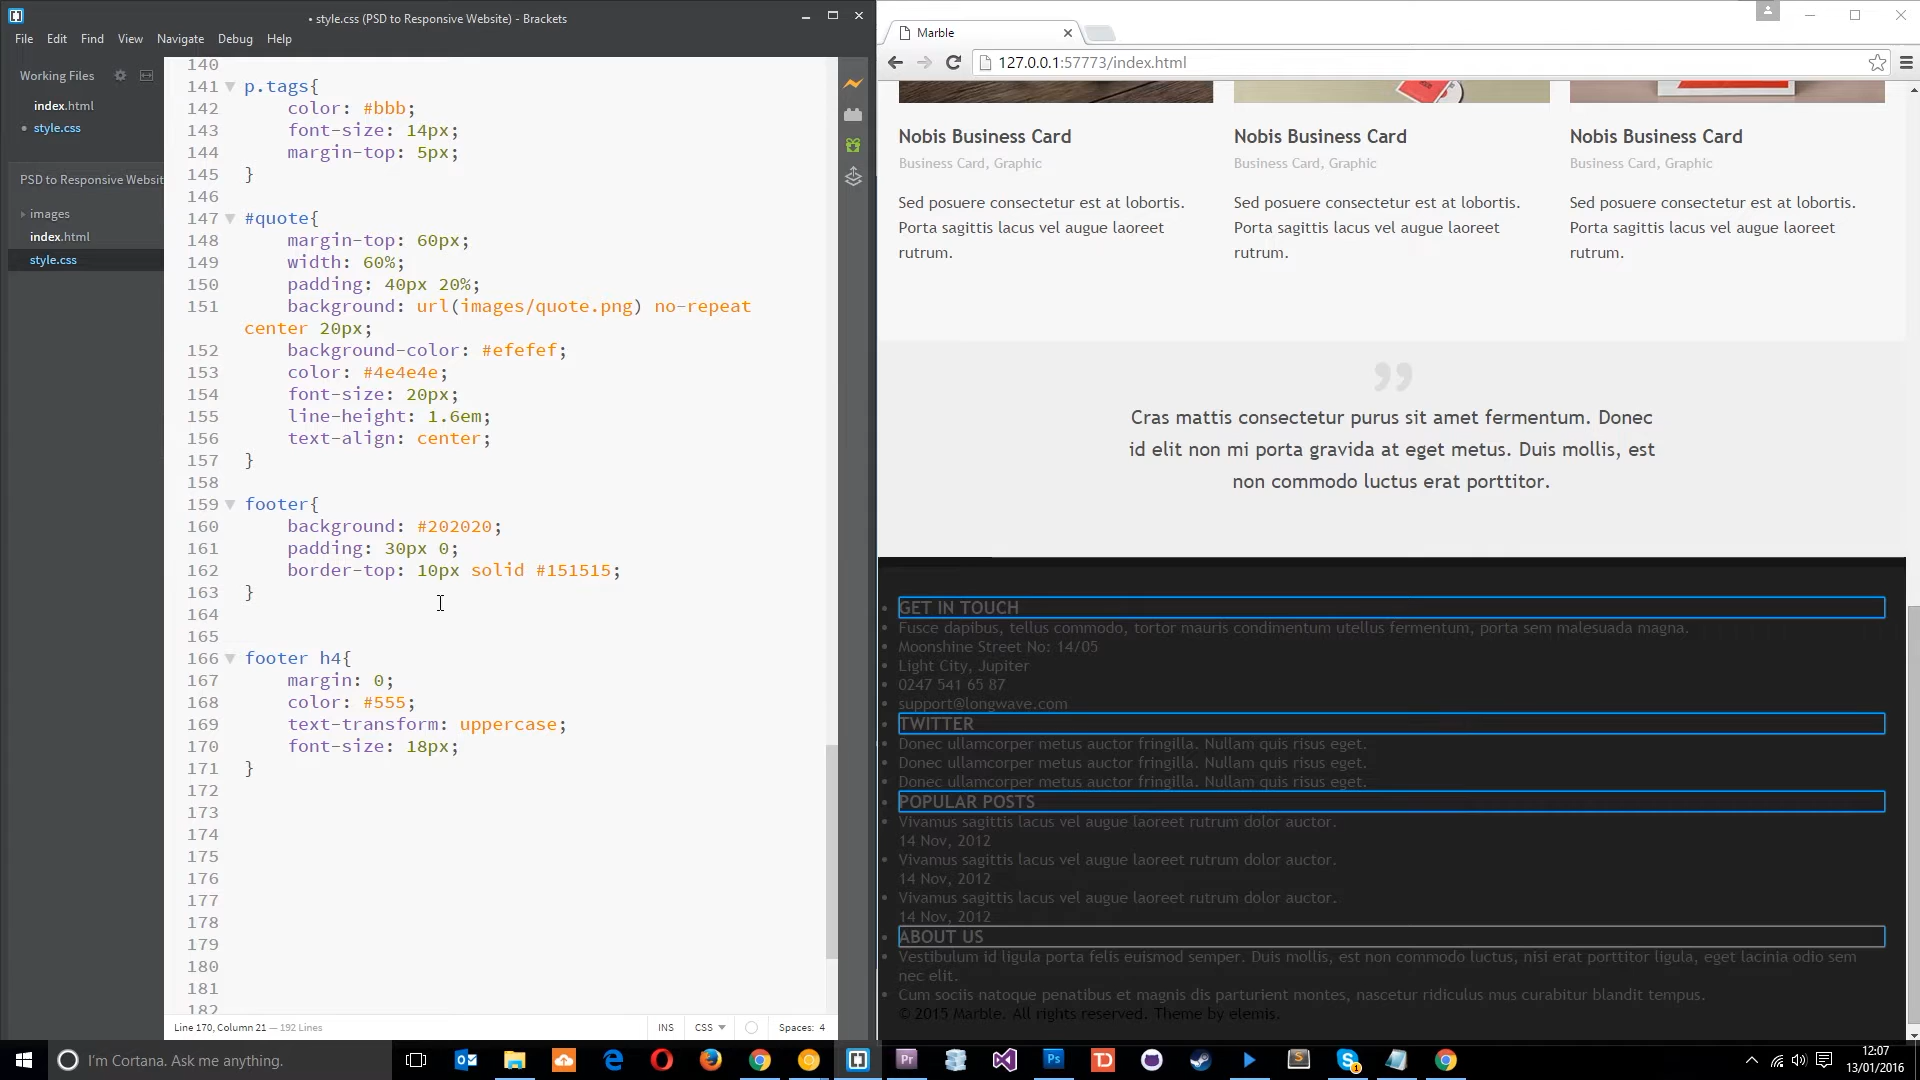 • style.css (PSD to Responsive Website) - Brackets
File Edit Find View Navigate Debug Help
Working Files
index.html
• style.css
PSD to Responsive Websit
images
index.html
style.css
140
141 p.tags{
142 color: #bbb;
143 font-size: 14px;
144 margin-top: 5px;
145 }
146
147 #quote{
148 margin-top: 60px;
149 width: 60%;
150 padding: 40px 20%;
151 background: url(images/quote.png) no-repeat
center 20px;
152 background-color: #efefef;
153 color: #4e4e4e;
154 font-size: 20px;
155 line-height: 1.6em;
156 text-align: center;
157 }
158
159 footer{
160 background: #202020;
161 padding: 30px 0;
162 border-top: 10px solid #151515;
163 }
164
165
166 footer h4{
167 margin: 0;
168 color: #555;
169 text-transform: uppercase;
170 font-size: 18px;
171 }
172
173
174
175
176
177
178
179
180
181
182
Line 170, Column 21 — 192 Lines
INS CSS Spaces: 4
Marble
127.0.0.1:57773/index.html
Nobis Business Card Nobis Business Card Nobis Business Card
Business Card, Graphic Business Card, Graphic Business Card, Graphic
Sed posuere consectetur est at lobortis. Sed posuere consectetur est at lobortis. Sed posuere consectetur est at lobortis.
Porta sagittis lacus vel augue laoreet Porta sagittis lacus vel augue laoreet Porta sagittis lacus vel augue laoreet
rutrum. rutrum. rutrum.
”
Cras mattis consectetur purus sit amet fermentum. Donec
id elit non mi porta gravida at eget metus. Duis mollis, est
non commodo luctus erat porttitor.
• GET IN TOUCH
• Fusce dapibus, tellus commodo, tortor mauris condimentum utellus fermentum, porta sem malesuada magna.
• Moonshine Street No: 14/05
• Light City, Jupiter
• 0247 541 65 87
• support@longwave.com
• TWITTER
• Donec ullamcorper metus auctor fringilla. Nullam quis risus eget.
• Donec ullamcorper metus auctor fringilla. Nullam quis risus eget.
• Donec ullamcorper metus auctor fringilla. Nullam quis risus eget.
• POPULAR POSTS
• Vivamus sagittis lacus vel augue laoreet rutrum dolor auctor.
14 Nov, 2012
• Vivamus sagittis lacus vel augue laoreet rutrum dolor auctor.
14 Nov, 2012
• Vivamus sagittis lacus vel augue laoreet rutrum dolor auctor.
14 Nov, 2012
• ABOUT US
• Vestibulum id ligula porta felis euismod semper. Duis mollis, est non commodo luctus, nisi erat porttitor ligula, eget lacinia odio sem
nec elit.
• Cum sociis natoque penatibus et magnis dis parturient montes, nascetur ridiculus mus curabitur blandit tempus.
© 2015 Marble. All rights reserved. Theme by elemis.
I'm Cortana. Ask me anything.
Pr
Ps
TD
S
1
12:07
13/01/2016